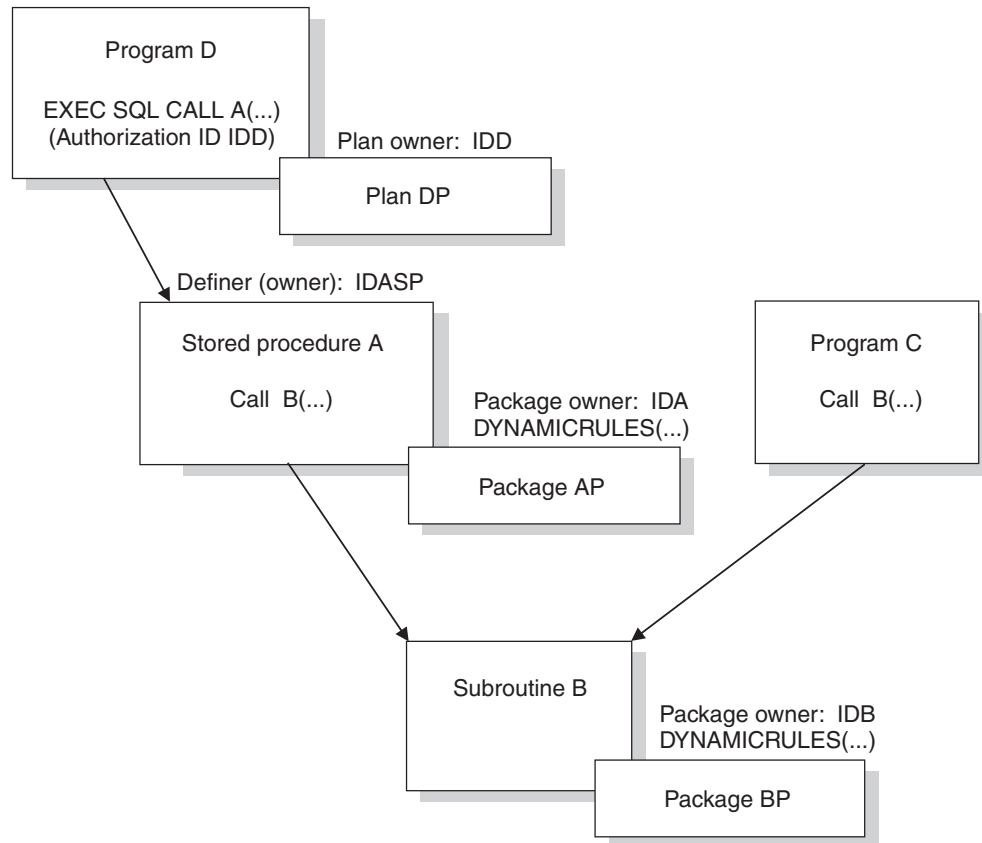 Program D
EXEC SQL CALL A(...)
(Authorization ID IDD)
Plan owner: IDD
Plan DP
Definer (owner): IDASP
Stored procedure A
Call B(...)
Package owner: IDA
DYNAMICRULES(...)
Package AP
Program C
Call B(...)
Subroutine B
Package owner: IDB
DYNAMICRULES(...)
Package BP